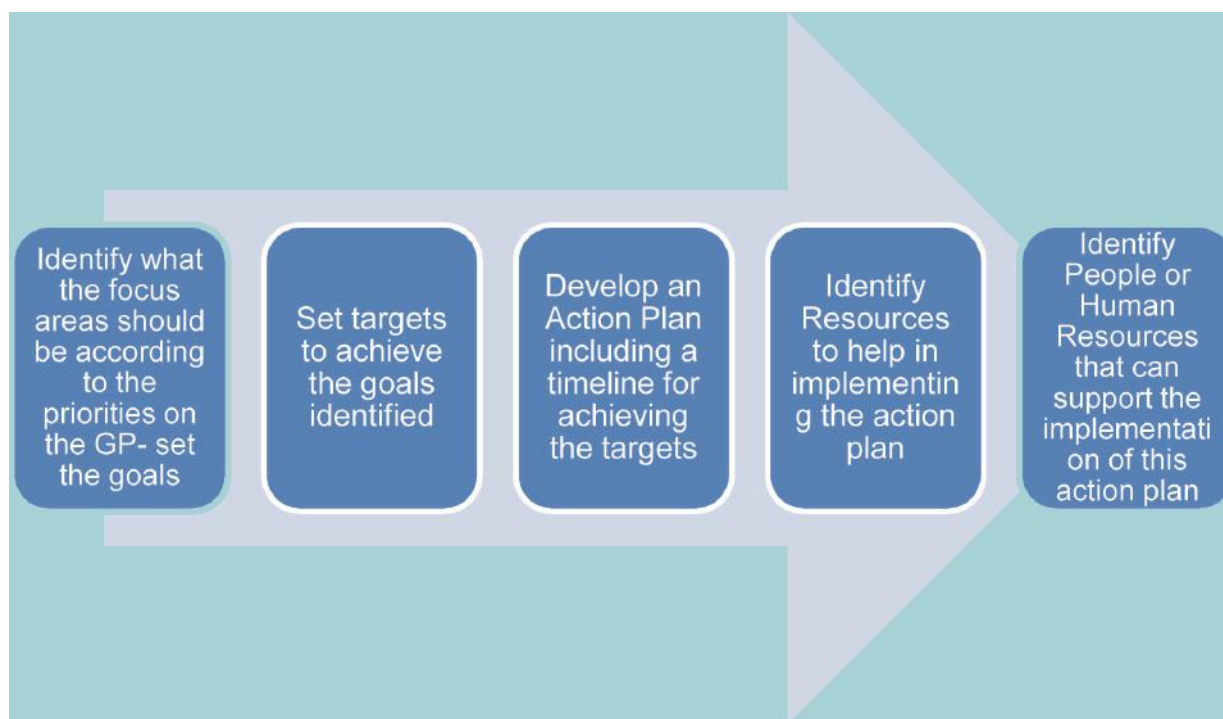 Identify what
the focus
areas should
be according
to the
priorities on
the GP- set
the goals
Set targets
to achieve
the goals
identified
Develop an
Action Plan
including a
timeline for
achieving
the targets
Identify
Resources
to help in
implementin
g the action
plan
Identify
People or
Human
Resources
that can
support the
implementati
on of this
action plan